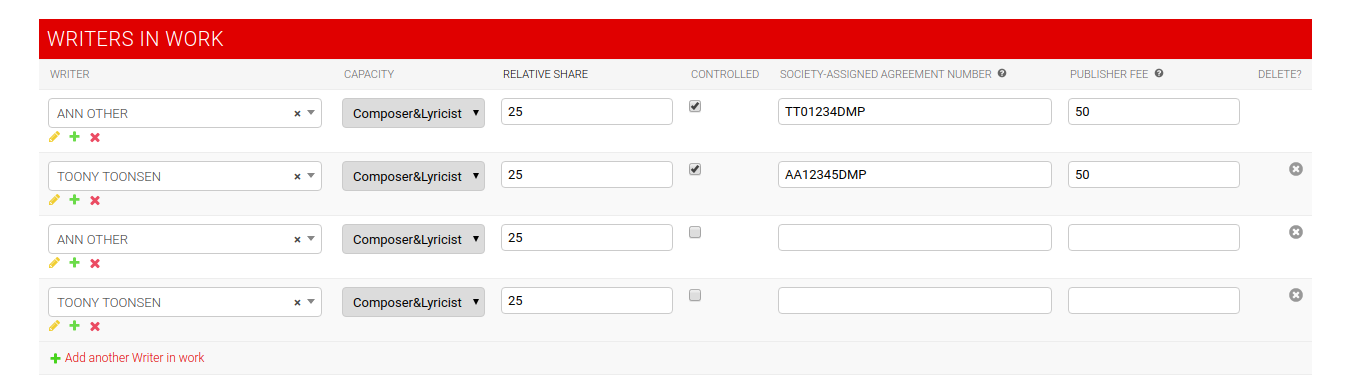 WRITERS IN WORK
WRITER CAPACITY RELATIVE SHARE CONTROLLED SOCIETY-ASSIGNED AGREEMENT NUMBER ? PUBLISHER FEE ? DELETE?
ANN OTHER × Composer&Lyricist 25 TT01234DMP 50
TOONY TOONSEN × Composer&Lyricist 25 AA12345DMP 50
ANN OTHER × Composer&Lyricist 25
TOONY TOONSEN × Composer&Lyricist 25
Add another Writer in work